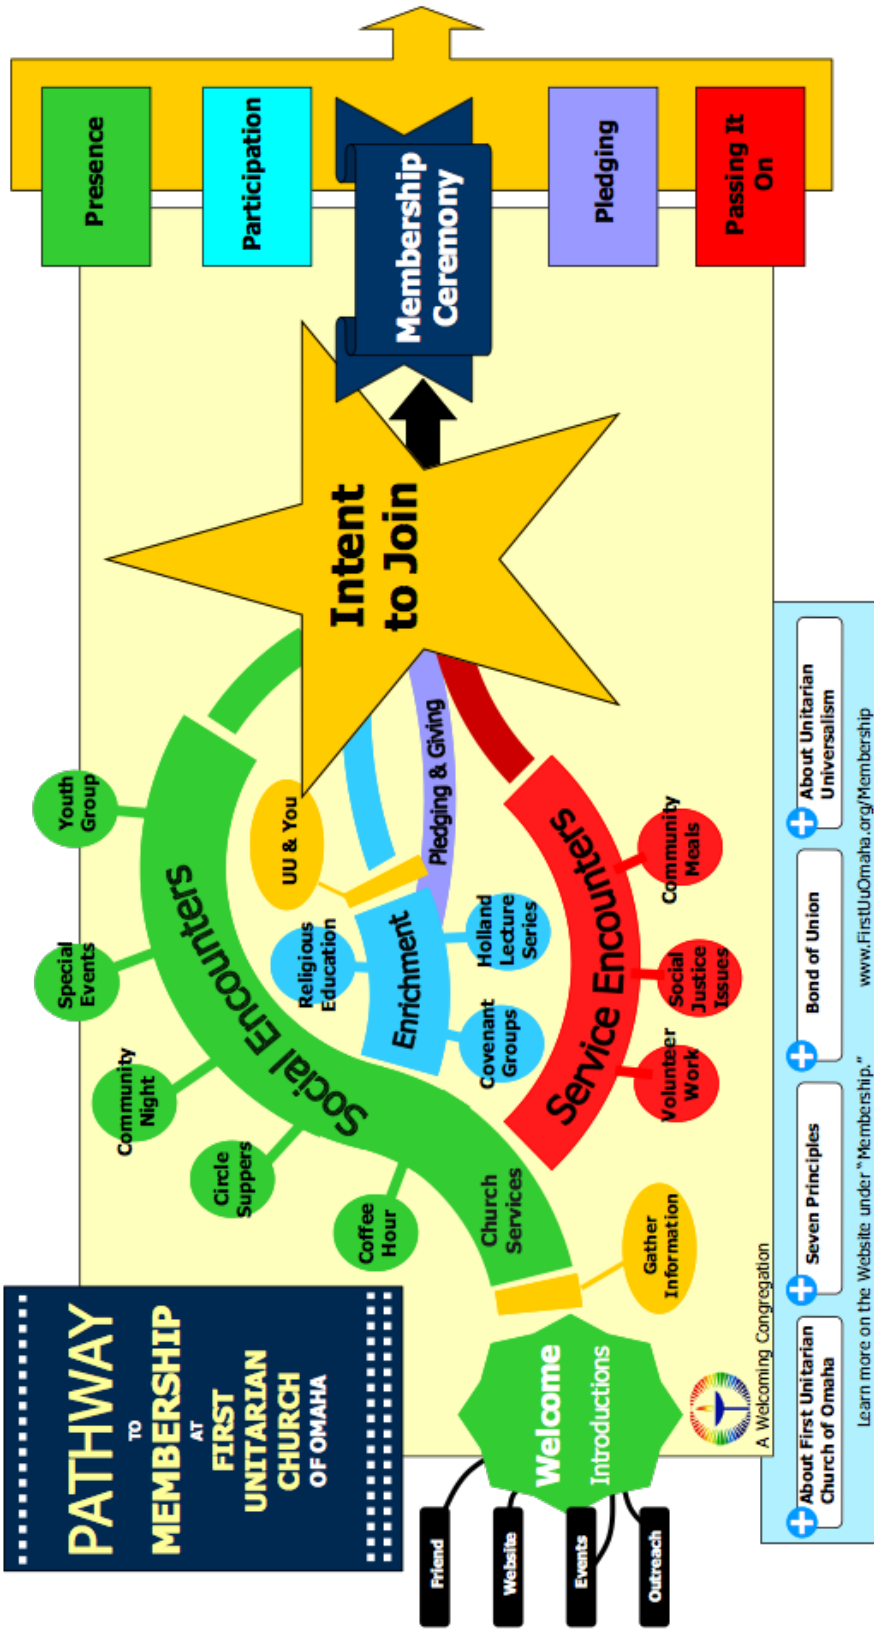 PATHWAY
TO
MEMBERSHIP
AT
FIRST
UNITARIAN
CHURCH
OF OMAHA
Friend
Website
Events
Outreach
Welcome
Introductions
Gather
Information
Church
Services
Social Encounters
Coffee
Hour
Circle
Suppers
Community
Night
Special
Events
Youth
Group
Enrichment
Religious
Education
Covenant
Groups
Holland
Lecture
Series
UU & You
Pledging & Giving
Service Encounters
Volunteer
Work
Social
Justice
Issues
Community
Meals
Intent
to Join
Membership
Ceremony
Presence
Participation
Pledging
Passing It
On
A Welcoming Congregation
About First Unitarian
Church of Omaha
Seven Principles
Bond of Union
About Unitarian
Universalism
Learn more on the Website under "Membership." www.FirstUuOmaha.org/Membership